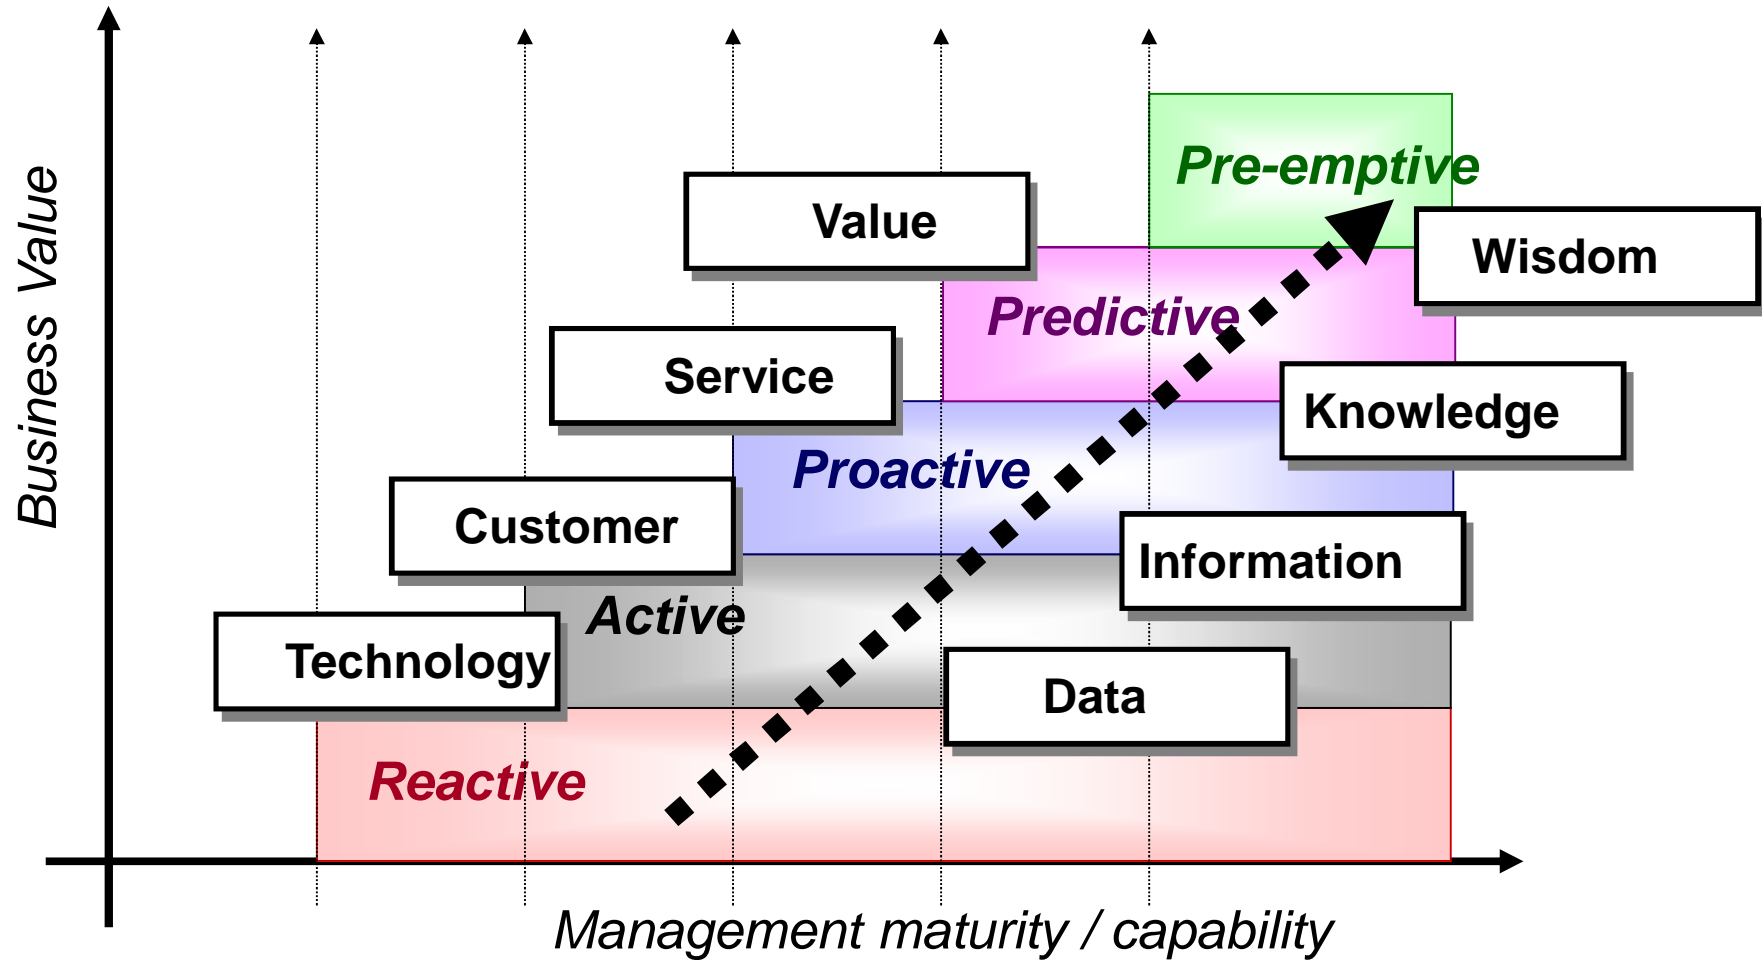 Business Value
Pre-emptive
Value
Wisdom
Predictive
Service
Knowledge
Proactive
Customer
Information
Active
Technology
Data
Reactive
Management maturity / capability